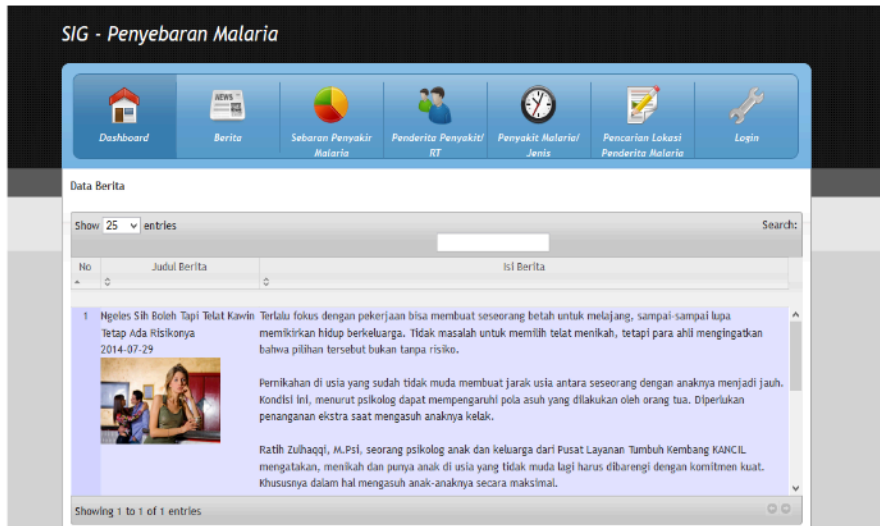 SIG - Penyebaran Malaria
NEWS
Dashboard
Berita
Sebaran Penyakir
Malaria
Penderita Penyakit/
RT
Penyakit Malaria/
Jenis
Pencarian Lokasi
Penderita Malaria
Login
Data Berita
Show 25 entries
Search:
No
Judul Berita
Isi Berita
1
Ngeles Sih Boleh Tapi Telat Kawin
Tetap Ada Risikonya
2014-07-29
Terlalu fokus dengan pekerjaan bisa membuat seseorang betah untuk melajang, sampai-sampai lupa
memikirkan hidup berkeluarga. Tidak masalah untuk memilih telat menikah, tetapi para ahli mengingatkan
bahwa pilihan tersebut bukan tanpa risiko.
Pernikahan di usia yang sudah tidak muda membuat jarak usia antara seseorang dengan anaknya menjadi jauh.
Kondisi ini, menurut psikolog dapat mempengaruhi pola asuh yang dilakukan oleh orang tua. Diperlukan
penanganan ekstra saat mengasuh anaknya kelak.
Ratih Zulhaqqi, M.Psi, seorang psikolog anak dan keluarga dari Pusat Layanan Tumbuh Kembang KANCIL
mengatakan, menikah dan punya anak di usia yang tidak muda lagi harus dibarengi dengan komitmen kuat.
Khususnya dalam hal mengasuh anak-anaknya secara maksimal.
Showing 1 to 1 of 1 entries